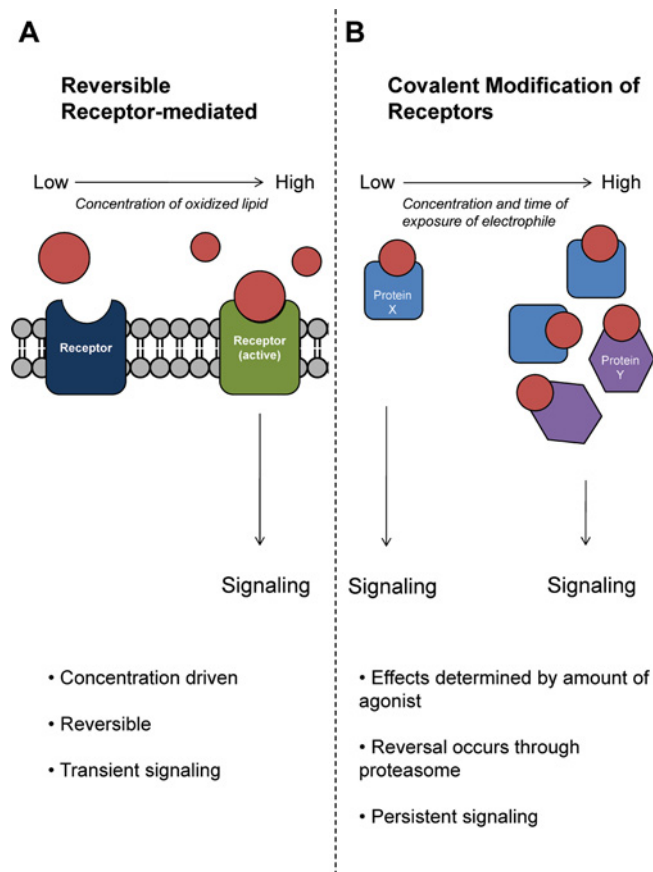 A
Reversible
Receptor-mediated
Low
High
Concentration of oxidized lipid
Receptor
Receptor
(active)
Signaling
• Concentration driven
• Reversible
• Transient signaling
B
Covalent Modification of
Receptors
Low
High
Concentration and time of
exposure of electrophile
Protein
X
Protein
Y
Signaling
Signaling
• Effects determined by amount of
agonist
• Reversal occurs through
proteasome
• Persistent signaling